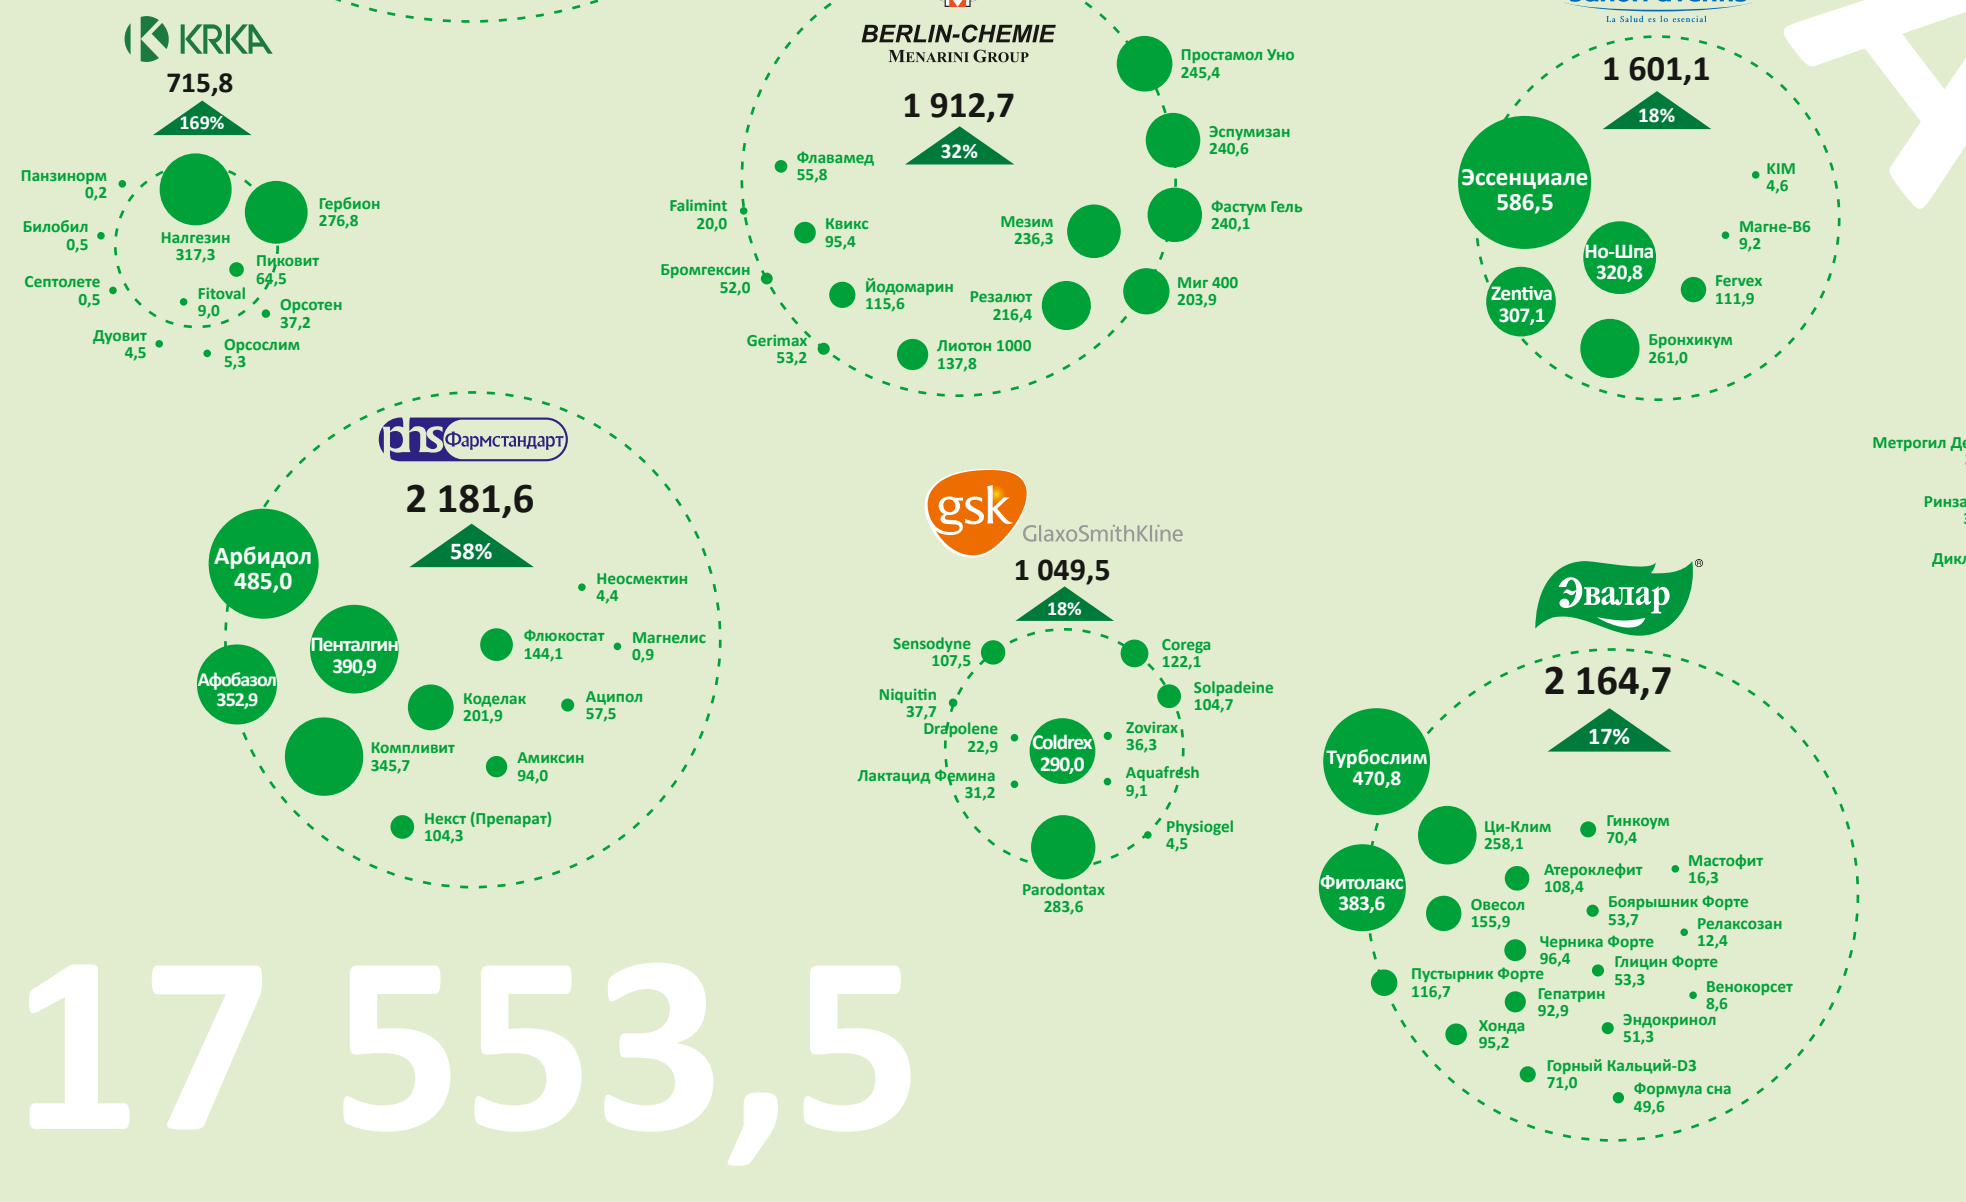 KRKA
715,8
169%
Панзинорм
0,2
Билобил
0,5
Септолете
0,5
Дуовит
4,5
Налгезин
317,3
Гербион
276,8
Пиковит
64,5
Fitoval
9,0
Орсотен
37,2
Орсослим
5,3
BERLIN-CHEMIE
MENARINI GROUP
1 912,7
32%
Простамол Уно
245,4
Эспумизан
240,6
Фастум Гель
240,1
Миг 400
203,9
Мезим
236,3
Резалют
216,4
Флавамед
55,8
Falimint
20,0
Квикс
95,4
Бромгексин
52,0
Йодомарин
115,6
Gerimax
53,2
Лиотон 1000
137,8
La Salud es lo esencial
1 601,1
18%
Эссенциале
586,5
Но-Шпа
320,8
Zentiva
307,1
KIM
4,6
Магне-B6
9,2
Fervex
111,9
Бронхикум
261,0
phs Фармстандарт
2 181,6
58%
Арбидол
485,0
Пенталгин
390,9
Афобазол
352,9
Компливит
345,7
Неосмектин
4,4
Флюкостат
144,1
Магнелис
0,9
Коделак
201,9
Аципол
57,5
Амиксин
94,0
Некст (Препарат)
104,3
gsk
GlaxoSmithKline
1 049,5
18%
Sensodyne
107,5
Corega
122,1
Niquitin
37,7
Solpadeine
104,7
Drapolene
22,9
Coldrex
290,0
Zovirax
36,3
Лактацид Фемина
31,2
Aquafresh
9,1
Physiogel
4,5
Parodontax
283,6
Метрогил
Эвалар ®
2 164,7
17%
Турбослим
470,8
Фитолакс
383,6
Ци-Клим
258,1
Гинкоум
70,4
Атероклефит
108,4
Мастофит
16,3
Овесол
155,9
Боярышник Форте
53,7
Релаксозан
12,4
Черника Форте
96,4
Глицин Форте
53,3
Пустырник Форте
116,7
Гепатрин
92,9
Венокорсет
8,6
Хонда
95,2
Эндокринол
51,3
Горный Кальций-D3
71,0
Формула сна
49,6
17 553,5